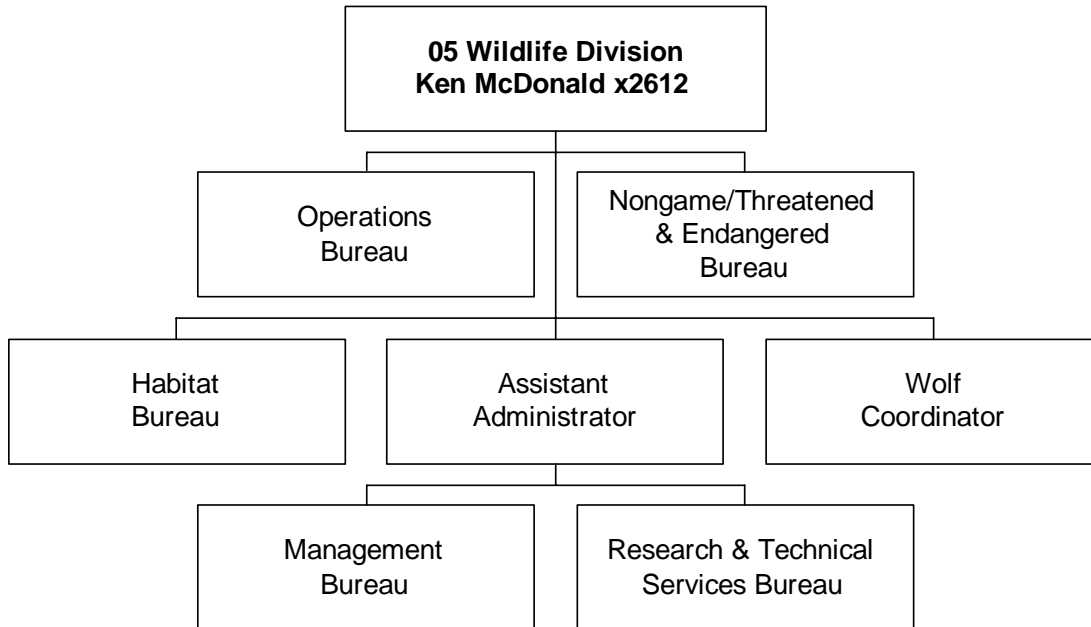 05 Wildlife Division
Ken McDonald x2612
Operations
Bureau
Nongame/Threatened
& Endangered
Bureau
Habitat
Bureau
Assistant
Administrator
Wolf
Coordinator
Management
Bureau
Research & Technical
Services Bureau